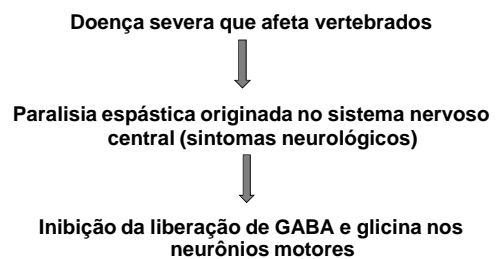 Doença severa que afeta vertebrados
Paralisia espástica originada no sistema nervoso
central (sintomas neurológicos)
Inibição da liberação de GABA e glicina nos
neurônios motores